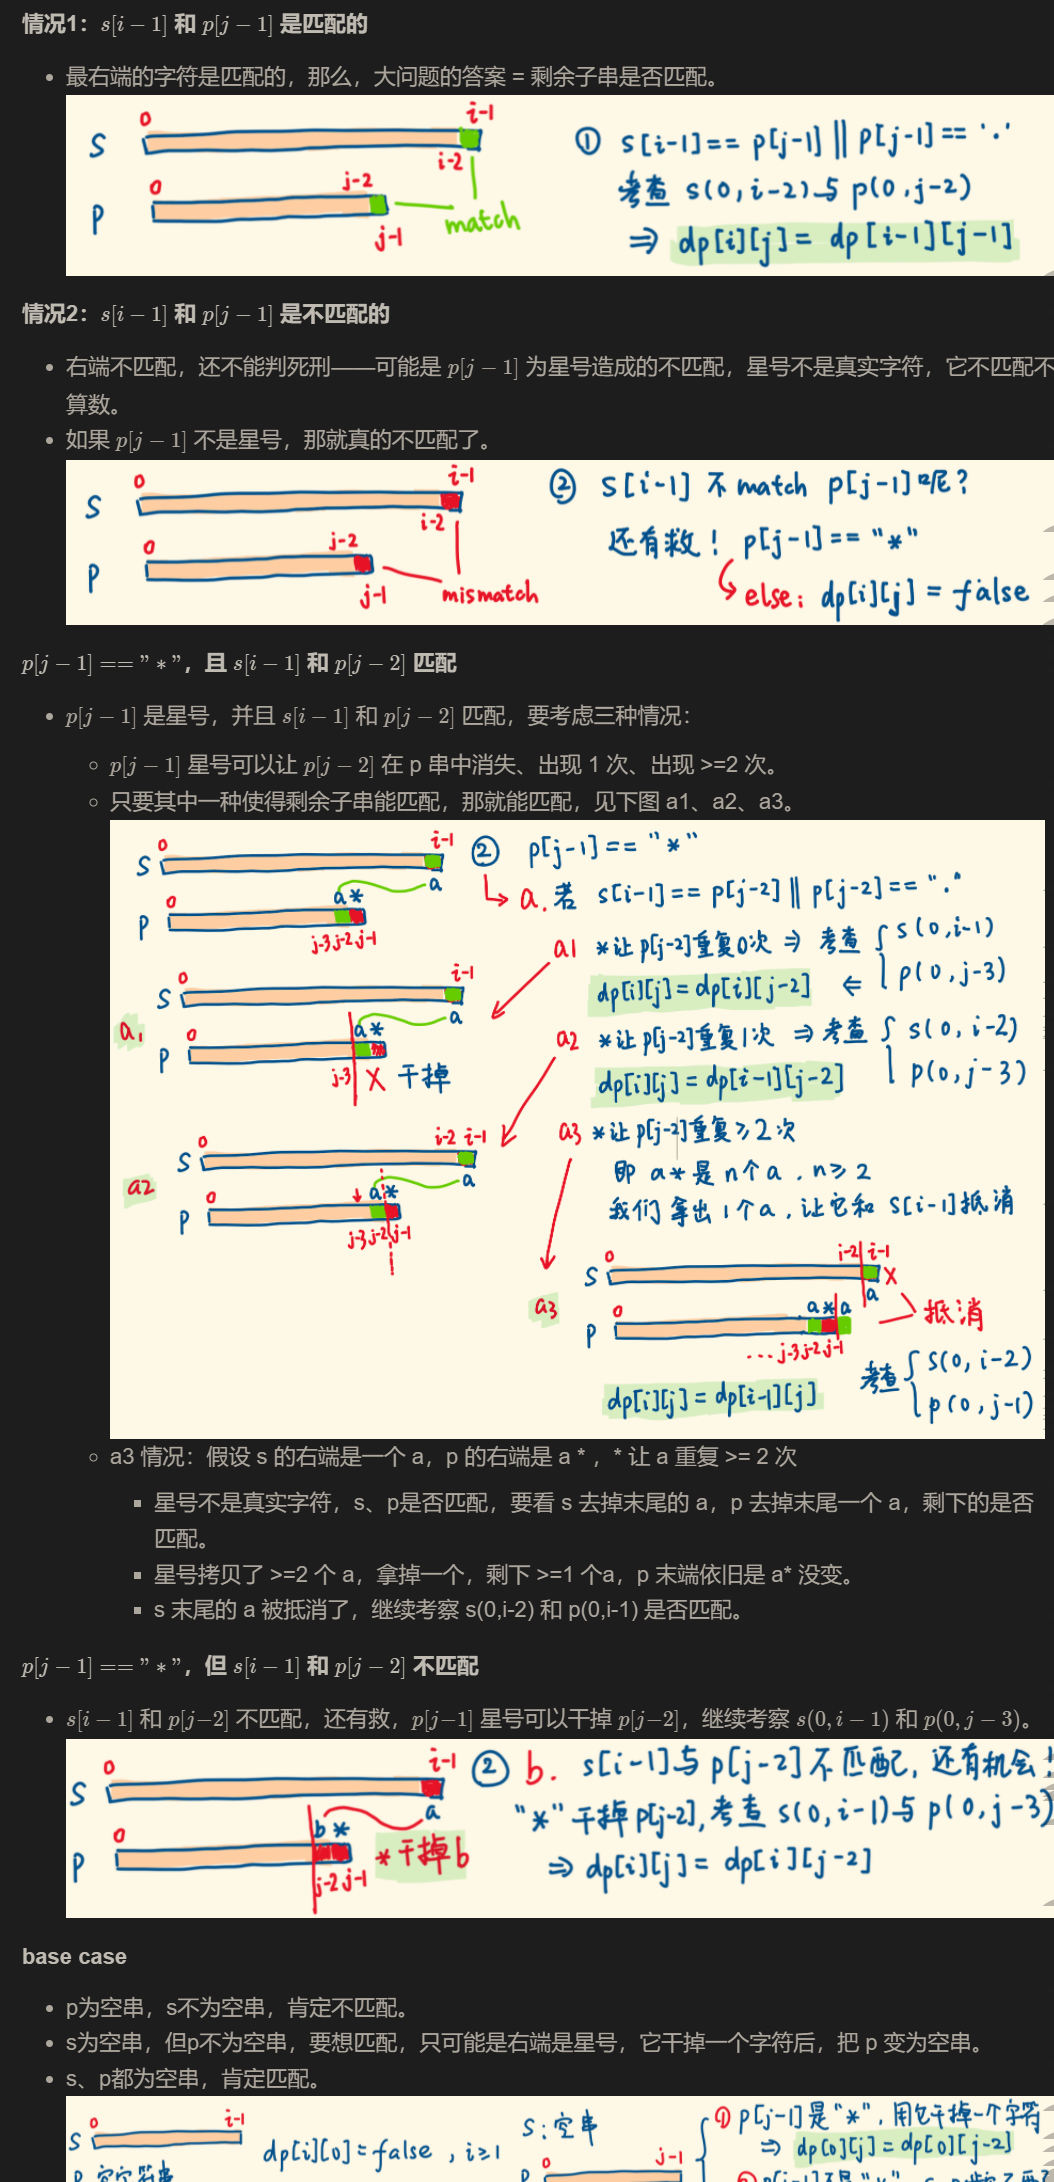 情况1：s[i − 1] 和 p[j − 1] 是匹配的
• 最右端的字符是匹配的，那么，大问题的答案 = 剩余子串是否匹配。
0 i-1
S
i-2
0 j-2
P
j-1
match
① s[i-1]== p[j-1] || p[j-1]== '.'
考查 s(0,i-2)与 p(0,j-2)
⇒ dp[i][j] = dp[i-1][j-1]
情况2：s[i − 1] 和 p[j − 1] 是不匹配的
• 右端不匹配，还不能判死刑——可能是 p[j − 1] 为星号造成的不匹配，星号不是真实字符，它不匹配不
算数。
• 如果 p[j − 1] 不是星号，那就真的不匹配了。
0 i-1
S
i-2
0 j-2
P
j-1
mismatch
② S[i-1] 不match p[j-1]呢?
还有救！ p[j-1]== "*"
else: dp[i][j] = false
p[j − 1] == ” ∗ ”，且 s[i − 1] 和 p[j − 2] 匹配
• p[j − 1] 是星号，并且 s[i − 1] 和 p[j − 2] 匹配，要考虑三种情况：
◦ p[j − 1] 星号可以让 p[j − 2] 在 p 串中消失、出现 1 次、出现 >=2 次。
◦ 只要其中一种使得剩余子串能匹配，那就能匹配，见下图 a1、a2、a3。
0 i-1
S
a
0 a*
P
j-3 j-2 j-1
② p[j-1]== "*"
a. 若 s[i-1]== p[j-2] || p[j-2]== "."
a1 *让 p[j-2]重复0次 ⇒ 考查 { s(0,i-1)
p(0,j-3)
dp[i][j]=dp[i][j-2] ⇐
0 i-1
S
a
a1
0 a*
P
j-3 X 干掉
a2 *让 p[j-2]重复1次 ⇒ 考查 { s(0,i-2)
p(0,j-3)
dp[i][j]=dp[i-1][j-2]
0 i-2 i-1
S
a
a2
0 a*
P
j-3 j-2 j-1
a3 *让 p[j-2]重复≥2次
即 a*是 n个a，n≥2
我们 拿出 1个a，让它和 S[i-1]抵消
0 i-2 i-1
S X
a
a3
0 a* a
P
...j-3 j-2 j-1
抵消
考查 { S(0,i-2)
p(0,j-1)
dp[i][j]=dp[i-1][j]
◦ a3 情况：假设 s 的右端是一个 a，p 的右端是 a * ，* 让 a 重复 >= 2 次
▪ 星号不是真实字符，s、p是否匹配，要看 s 去掉末尾的 a，p 去掉末尾一个 a，剩下的是否
匹配。
▪ 星号拷贝了 >=2 个 a，拿掉一个，剩下 >=1 个a，p 末端依旧是 a* 没变。
▪ s 末尾的 a 被抵消了，继续考察 s(0,i-2) 和 p(0,i-1) 是否匹配。
p[j − 1] == ” ∗ ”，但 s[i − 1] 和 p[j − 2] 不匹配
• s[i − 1] 和 p[j−2] 不匹配，还有救，p[j−1] 星号可以干掉 p[j−2]，继续考察 s(0, i − 1) 和 p(0, j − 3)。
0 i-1
S
a
0 b*
P
j-2 j-1
*干掉b
② b. s[i-1]与 p[j-2]不匹配，还有机会！
"*"干掉 p[j-2],考查 s(0,i-1)与 p(0,j-3)
⇒ dp[i][j] = dp[i][j-2]
base case
• p为空串，s不为空串，肯定不匹配。
• s为空串，但p不为空串，要想匹配，只可能是右端是星号，它干掉一个字符后，把 p 变为空串。
• s、p都为空串，肯定匹配。
0 i-1
S
dp[i][0]=false , i≥1
S:空串
① p[j-1]是"*"，用它干掉一个字符
⇒ dp[0][j]=dp[0][j-2]
0 j-1
P